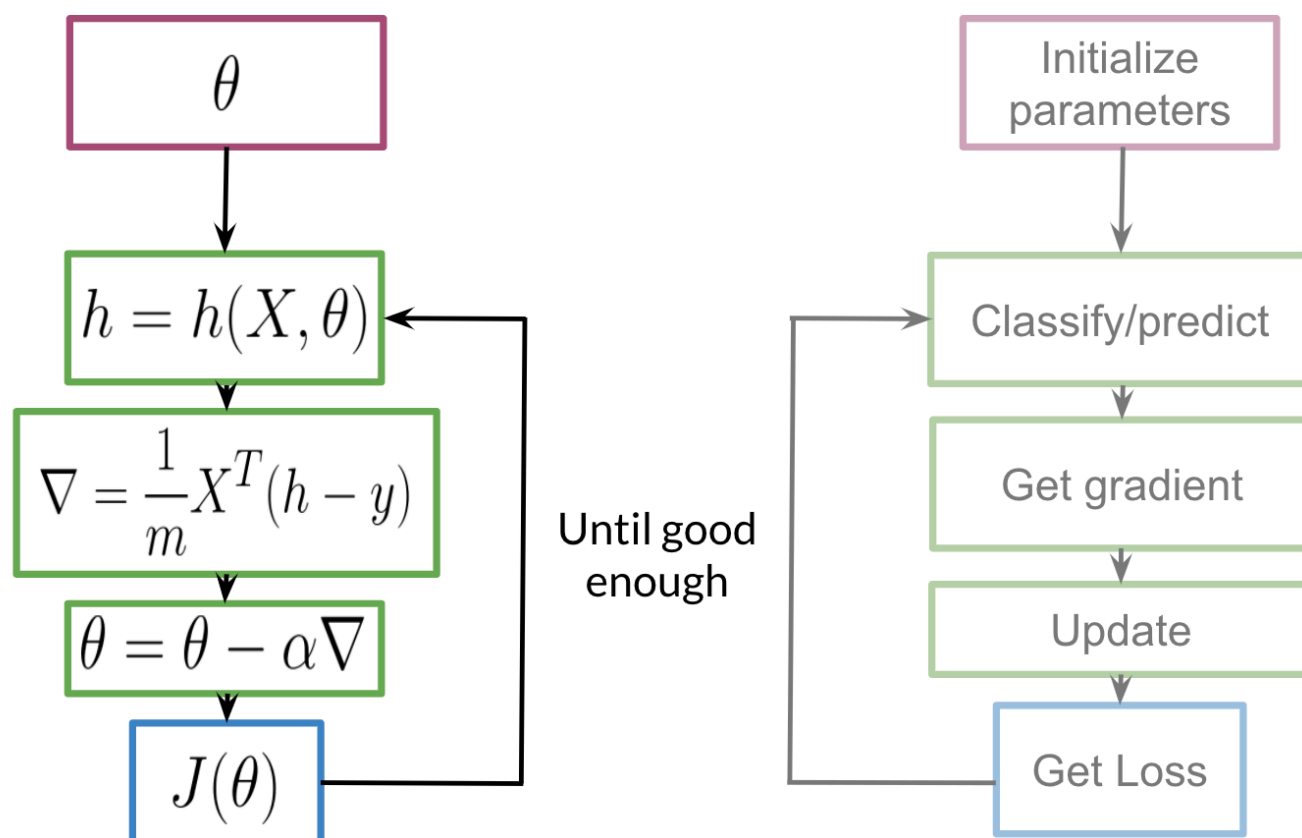 θ
h = h(X, θ)
∇ = 1/m X^T (h − y)
θ = θ − α∇
J(θ)
Until good
enough
Initialize
parameters
Classify/predict
Get gradient
Update
Get Loss